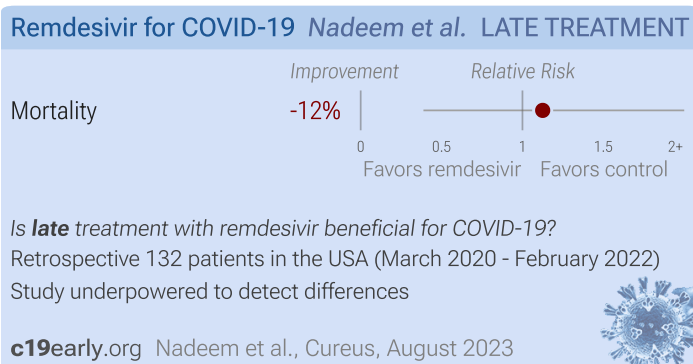 Remdesivir for COVID-19 Nadeem et al. LATE TREATMENT
Improvement Relative Risk
Mortality -12%
0 0.5 1 1.5 2+
Favors remdesivir Favors control
Is late treatment with remdesivir beneficial for COVID-19?
Retrospective 132 patients in the USA (March 2020 - February 2022)
Study underpowered to detect differences
c19early.org Nadeem et al., Cureus, August 2023